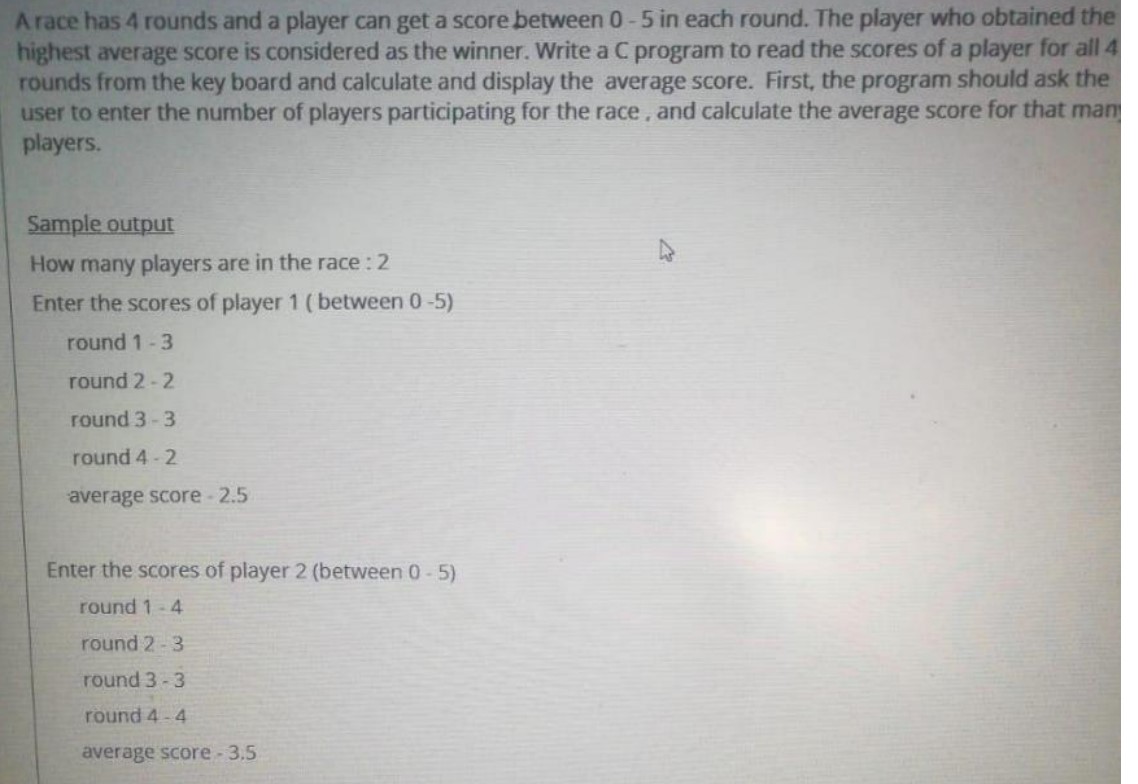 A race has 4 rounds and a player can get a score between 0 - 5 in each round. The player who obtained the
highest average score is considered as the winner. Write a C program to read the scores of a player for all 4
rounds from the key board and calculate and display the average score. First, the program should ask the
user to enter the number of players participating for the race , and calculate the average score for that many
players.
Sample output
How many players are in the race : 2
Enter the scores of player 1 ( between 0 -5)
round 1 - 3
round 2 - 2
round 3 - 3
round 4 - 2
average score - 2.5
Enter the scores of player 2 (between 0 - 5)
round 1 - 4
round 2 - 3
round 3 - 3
round 4 - 4
average score - 3.5